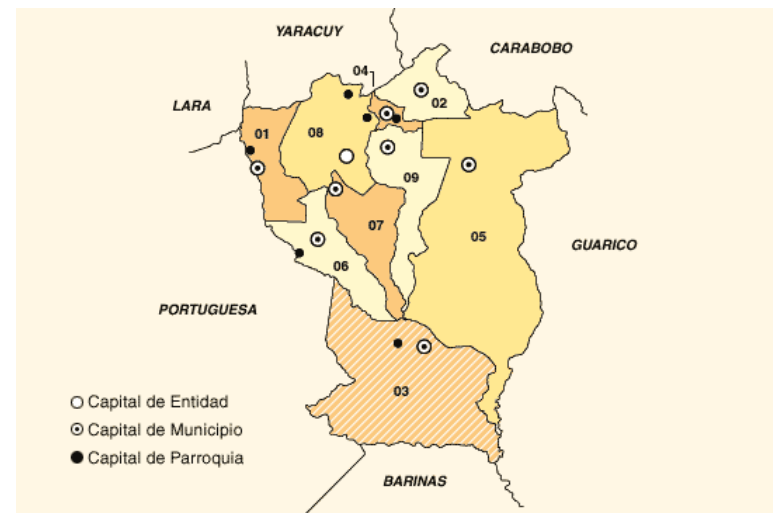 YARACUY
CARABOBO
04
02
LARA
01
08
09
07
05
GUARICO
06
PORTUGUESA
03
Capital de Entidad
Capital de Municipio
Capital de Parroquia
BARINAS